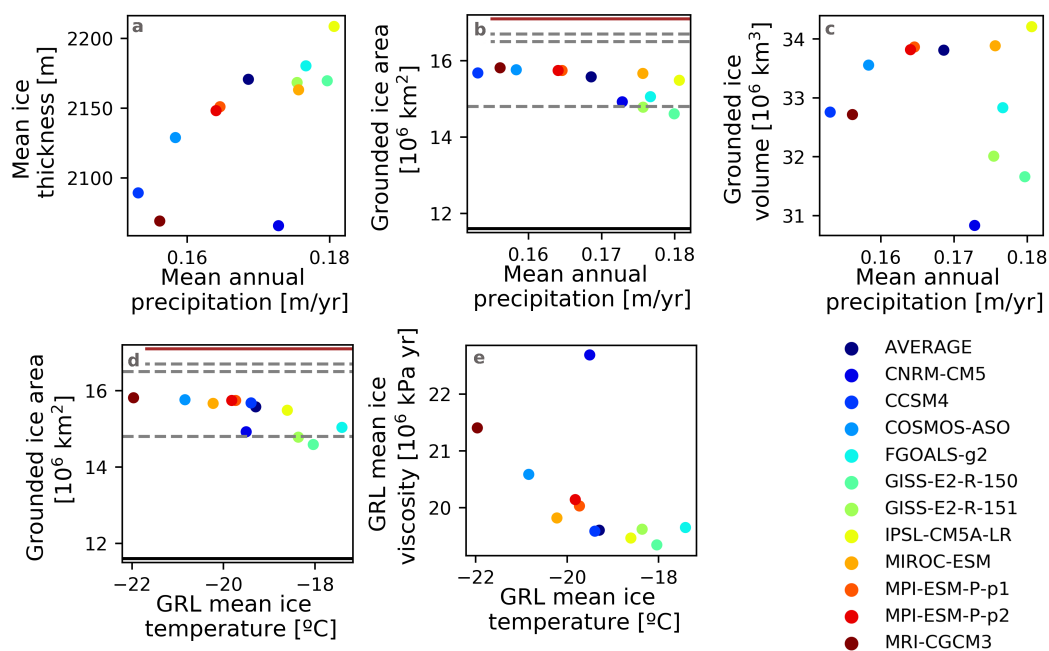 a
2200
2150
2100
0.16
0.18
Mean ice
thickness [m]
Mean annual
precipitation [m/yr]
b
16
14
12
0.16
0.17
0.18
Grounded ice area
[10⁶ km²]
Mean annual
precipitation [m/yr]
c
34
33
32
31
0.16
0.17
0.18
Grounded ice
volume [10⁶ km³]
Mean annual
precipitation [m/yr]
d
16
14
12
−22
−20
−18
Grounded ice area
[10⁶ km²]
GRL mean ice
temperature [ºC]
e
22
21
20
−22
−20
−18
GRL mean ice
viscosity [10⁶ kPa yr]
GRL mean ice
temperature [ºC]
AVERAGE
CNRM-CM5
CCSM4
COSMOS-ASO
FGOALS-g2
GISS-E2-R-150
GISS-E2-R-151
IPSL-CM5A-LR
MIROC-ESM
MPI-ESM-P-p1
MPI-ESM-P-p2
MRI-CGCM3